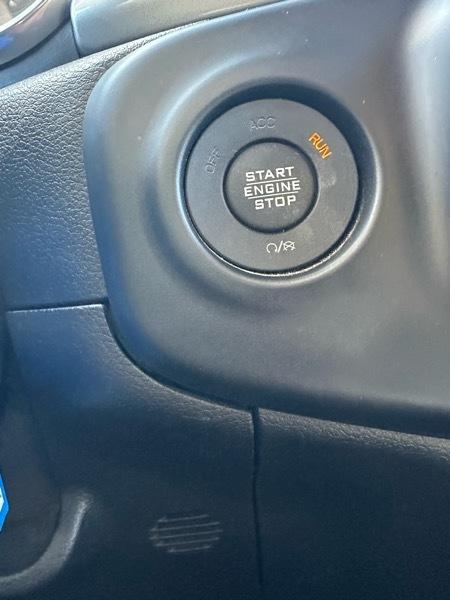 OFF
ACC
RUN
START
ENGINE
STOP